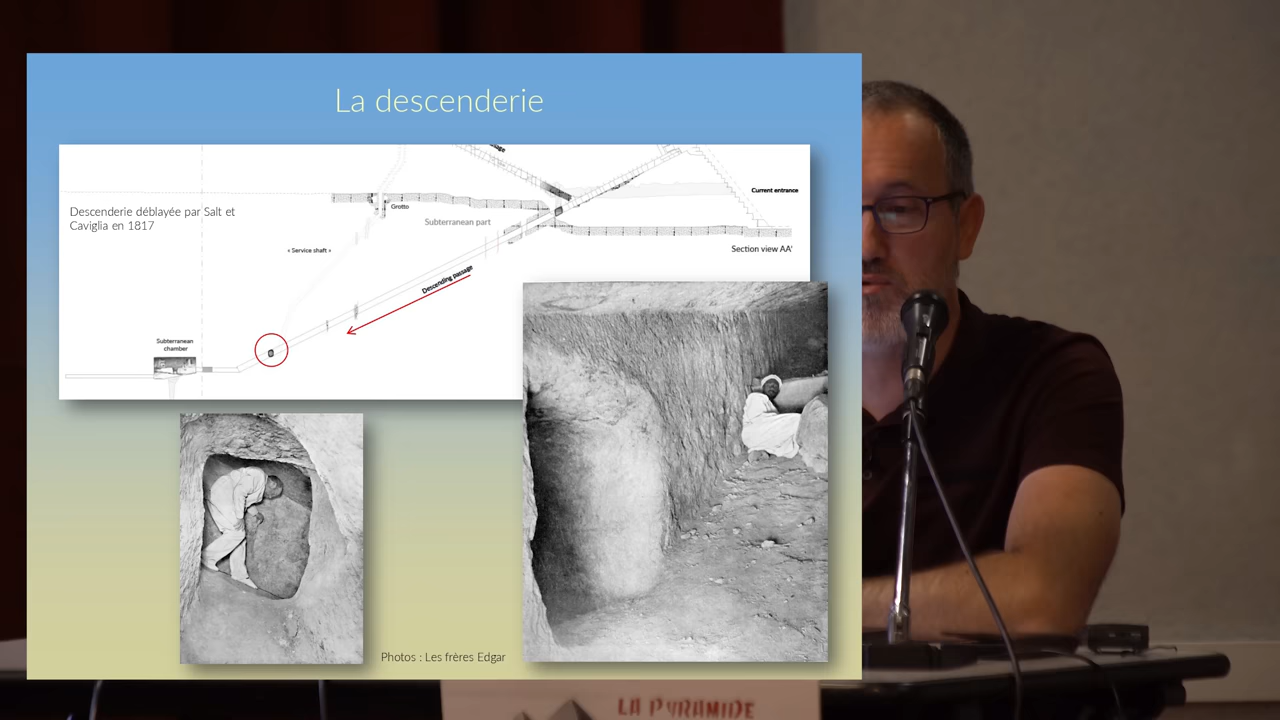 La descenderie
Descenderie déblayée par Salt et
Caviglia en 1817
Grotto
Current entrance
Subterranean part
Section view AA'
« Service shaft »
Descending passage
Subterranean
chamber
Photos : Les frères Edgar
LA PYRAMIDE